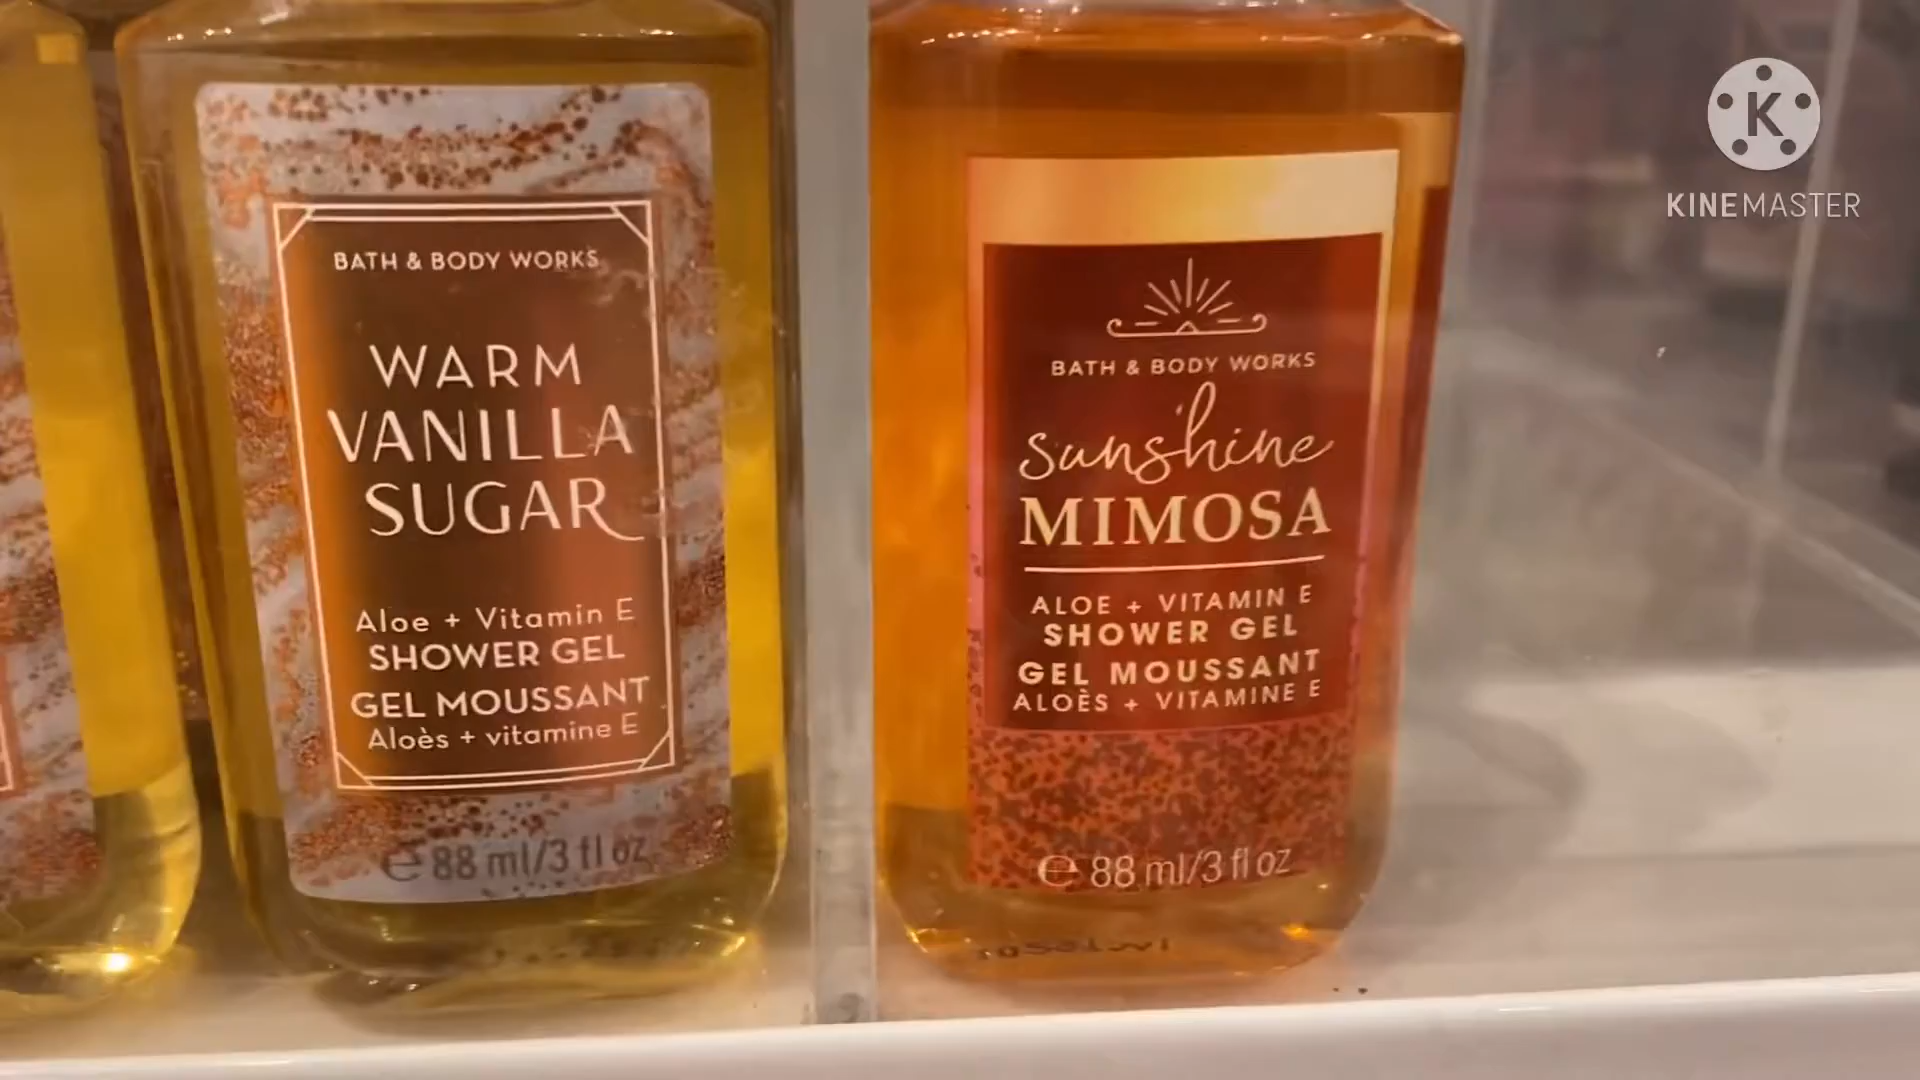 BATH & BODY WORKS
WARM
VANILLA
SUGAR
Aloe + Vitamin E
SHOWER GEL
GEL MOUSSANT
Aloès + vitamine E
e 88 ml/3 fl oz
BATH & BODY WORKS
sunshine
MIMOSA
ALOE + VITAMIN E
SHOWER GEL
GEL MOUSSANT
ALOÈS + VITAMINE E
e 88 ml/3 fl oz
K
KINEMASTER